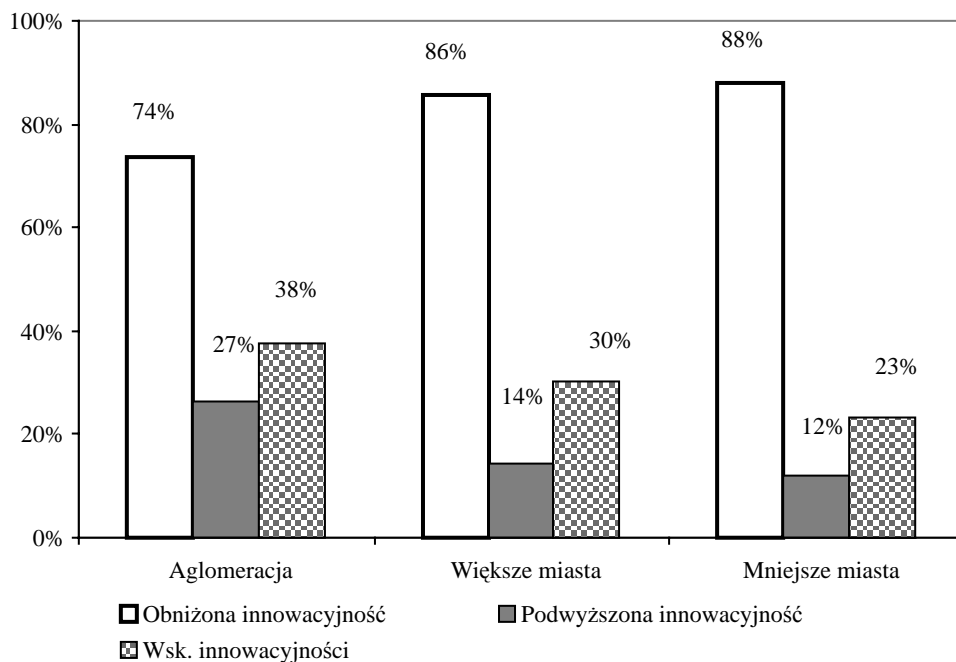 100%
80%
60%
40%
20%
0%
74%
27%
38%
86%
14%
30%
88%
12%
23%
Aglomeracja
Większe miasta
Mniejsze miasta
Obniżona innowacyjność
Podwyższona innowacyjność
Wsk. innowacyjności